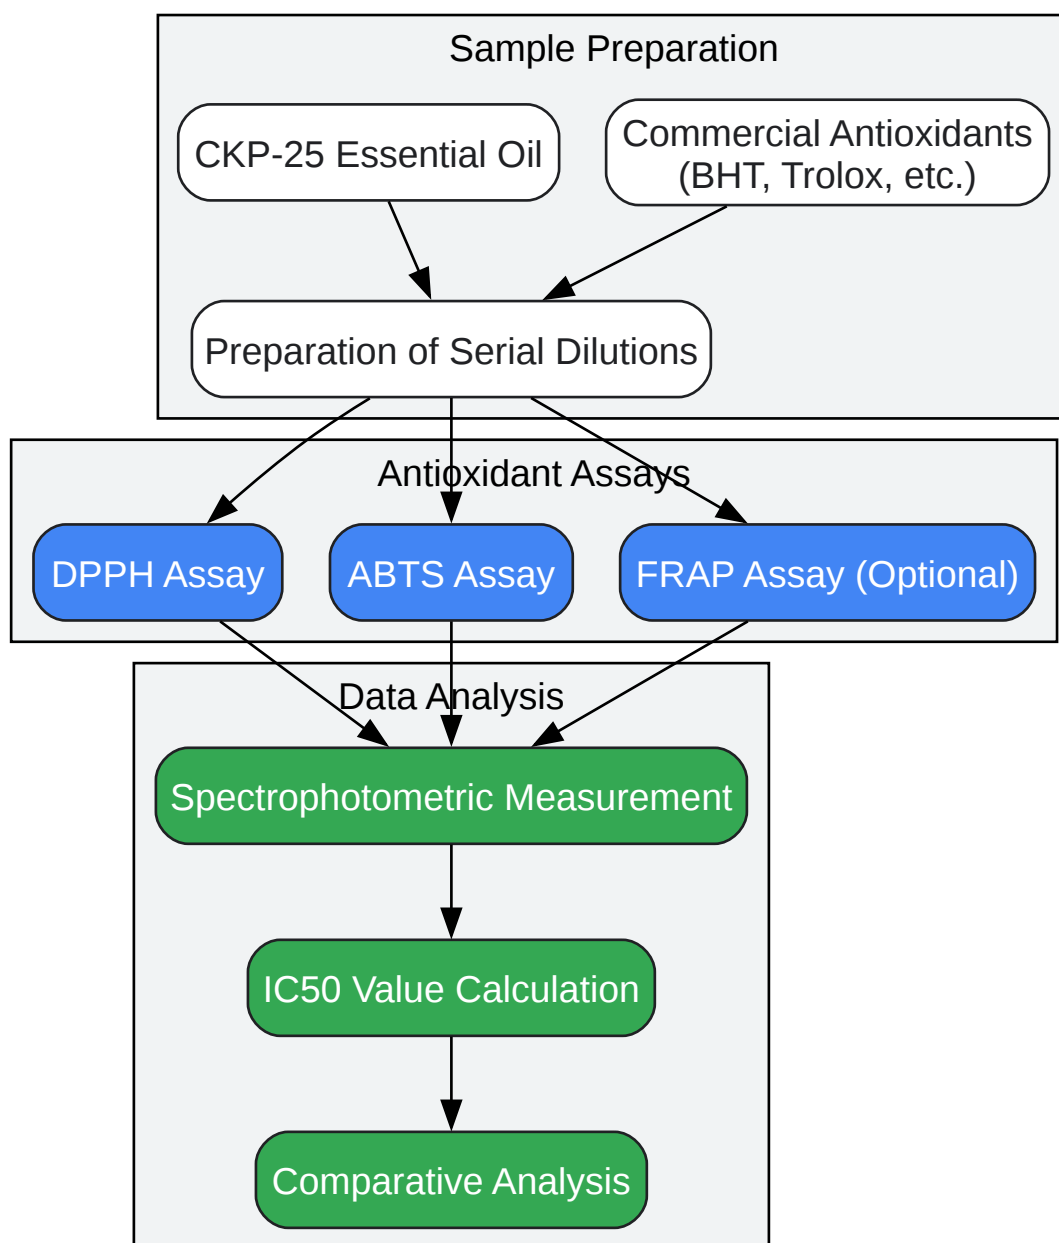 Sample Preparation
CKP-25 Essential Oil
Commercial Antioxidants
(BHT, Trolox, etc.)
Preparation of Serial Dilutions
Antioxidant Assays
DPPH Assay
ABTS Assay
FRAP Assay (Optional)
Data Analysis
Spectrophotometric Measurement
IC50 Value Calculation
Comparative Analysis